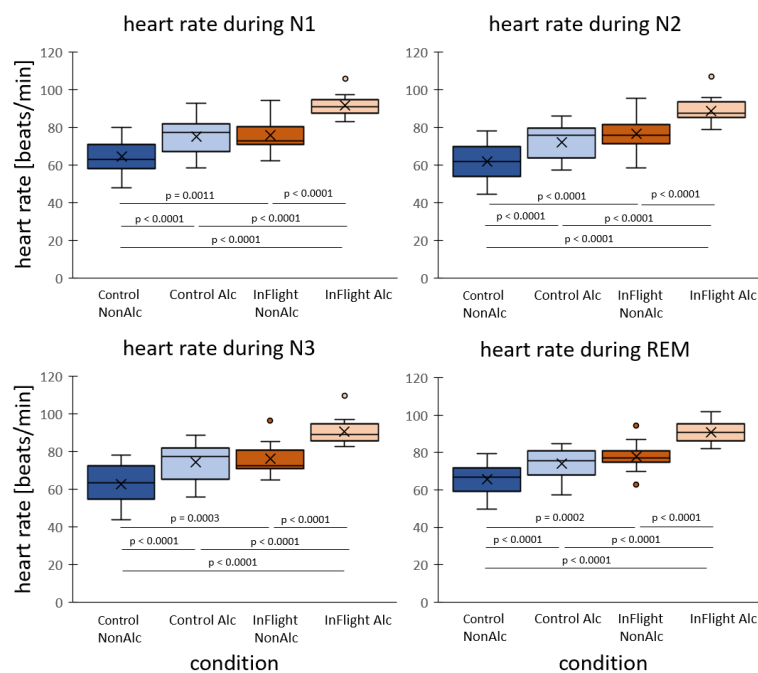 heart rate during N1
heart rate [beats/min]
120
100
80
60
40
20
0
p = 0.0011 p < 0.0001
p < 0.0001 p < 0.0001
p < 0.0001
Control NonAlc
Control Alc
InFlight NonAlc
InFlight Alc
heart rate during N2
120
100
80
60
40
20
0
p < 0.0001 p < 0.0001
p < 0.0001 p < 0.0001
p < 0.0001
Control NonAlc
Control Alc
InFlight NonAlc
InFlight Alc
heart rate during N3
heart rate [beats/min]
120
100
80
60
40
20
0
p = 0.0003 p < 0.0001
p < 0.0001 p < 0.0001
p < 0.0001
Control NonAlc
Control Alc
InFlight NonAlc
InFlight Alc
condition
heart rate during REM
120
100
80
60
40
20
0
p = 0.0002 p < 0.0001
p < 0.0001 p < 0.0001
p < 0.0001
Control NonAlc
Control Alc
InFlight NonAlc
InFlight Alc
condition